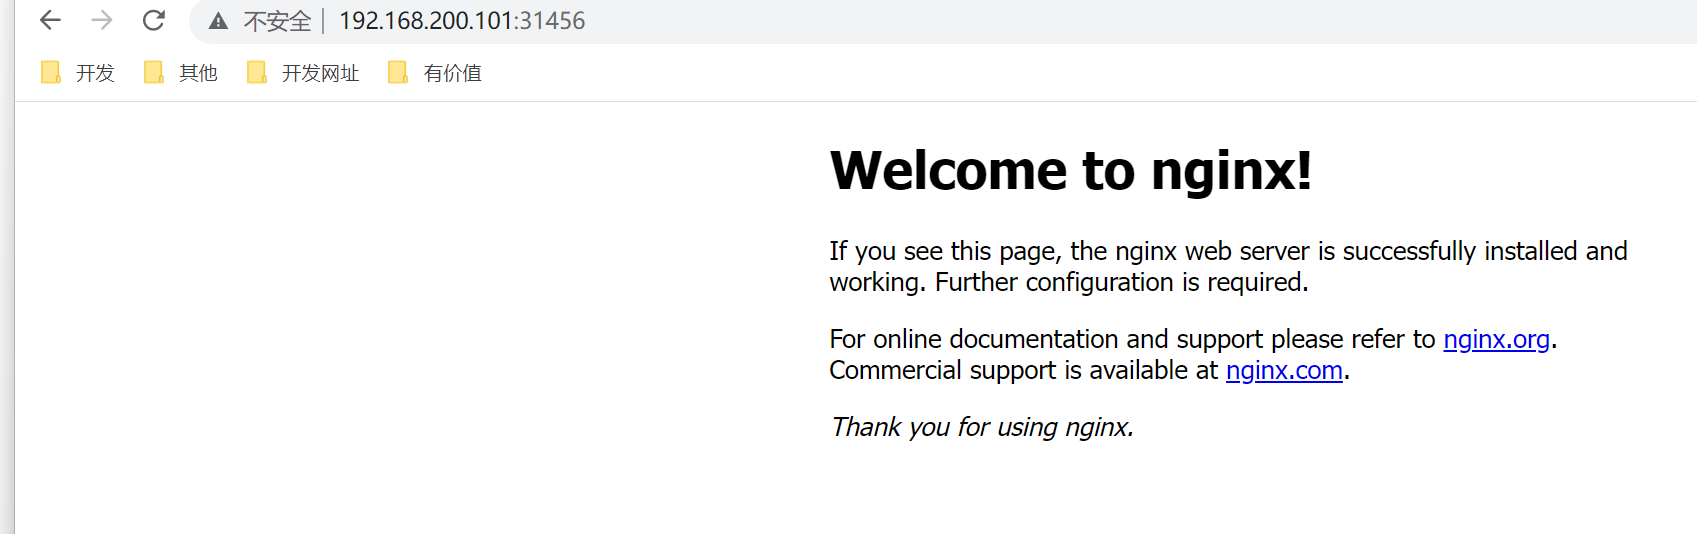 不安全 192.168.200.101:31456
开发 其他 开发网址 有价值
Welcome to nginx!
If you see this page, the nginx web server is successfully installed and
working. Further configuration is required.
For online documentation and support please refer to nginx.org.
Commercial support is available at nginx.com.
Thank you for using nginx.